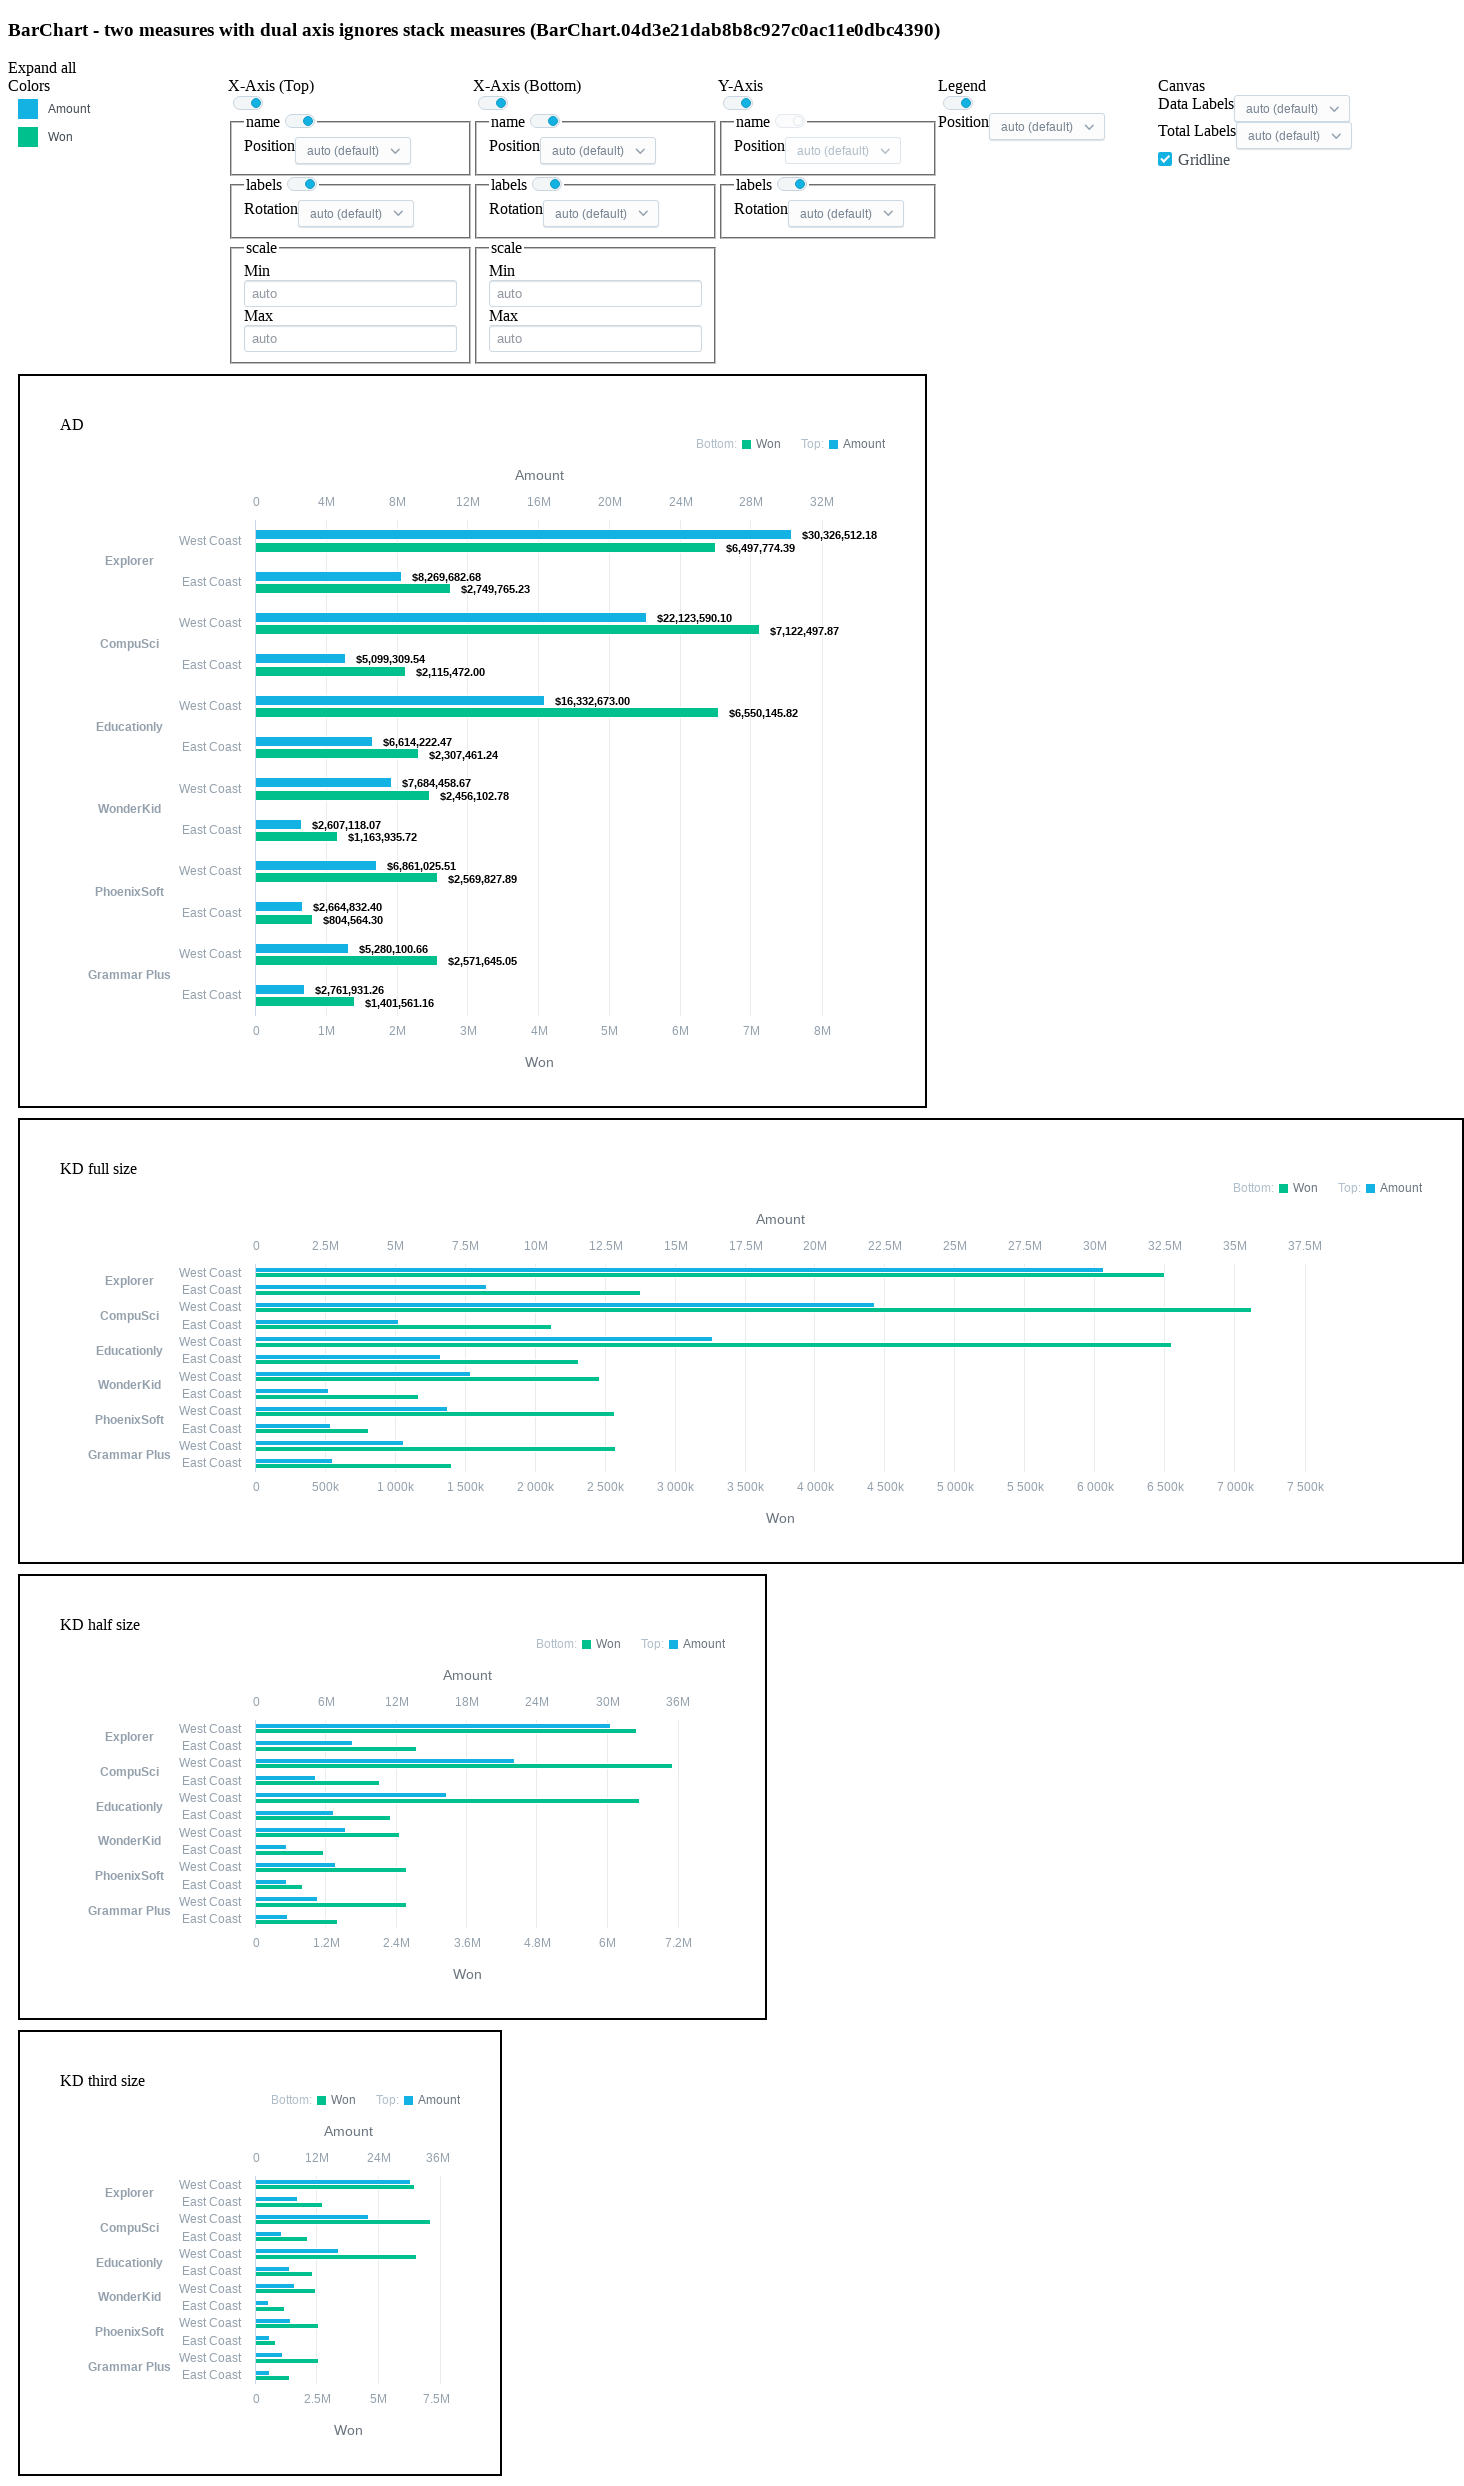 BarChart - two measures with dual axis ignores stack measures (BarChart.04d3e21dab8b8c927c0ac11e0dbc4390)
Expand all
Colors
Amount
Won
X-Axis (Top)
name
Position auto (default)
labels
Rotation auto (default)
scale
Min
auto
Max
auto
X-Axis (Bottom)
name
Position auto (default)
labels
Rotation auto (default)
scale
Min
auto
Max
auto
Y-Axis
name
Position auto (default)
labels
Rotation auto (default)
Legend
Position auto (default)
Canvas
Data Labels auto (default)
Total Labels auto (default)
Gridline
AD
Bottom: Won Top: Amount
Amount
0 4M 8M 12M 16M 20M 24M 28M 32M
Explorer
West Coast $30,326,512.18
$6,497,774.39
East Coast $8,269,682.68
$2,749,765.23
CompuSci
West Coast $22,123,590.10
$7,122,497.87
East Coast $5,099,309.54
$2,115,472.00
Educationly
West Coast $16,332,673.00
$6,550,145.82
East Coast $6,614,222.47
$2,307,461.24
WonderKid
West Coast $7,684,458.67
$2,456,102.78
East Coast $2,607,118.07
$1,163,935.72
PhoenixSoft
West Coast $6,861,025.51
$2,569,827.89
East Coast $2,664,832.40
$804,564.30
Grammar Plus
West Coast $5,280,100.66
$2,571,645.05
East Coast $2,761,931.26
$1,401,561.16
0 1M 2M 3M 4M 5M 6M 7M 8M
Won
KD full size
Bottom: Won Top: Amount
Amount
0 2.5M 5M 7.5M 10M 12.5M 15M 17.5M 20M 22.5M 25M 27.5M 30M 32.5M 35M 37.5M
Explorer
West Coast
East Coast
CompuSci
West Coast
East Coast
Educationly
West Coast
East Coast
WonderKid
West Coast
East Coast
PhoenixSoft
West Coast
East Coast
Grammar Plus
West Coast
East Coast
0 500k 1 000k 1 500k 2 000k 2 500k 3 000k 3 500k 4 000k 4 500k 5 000k 5 500k 6 000k 6 500k 7 000k 7 500k
Won
KD half size
Bottom: Won Top: Amount
Amount
0 6M 12M 18M 24M 30M 36M
Explorer
West Coast
East Coast
CompuSci
West Coast
East Coast
Educationly
West Coast
East Coast
WonderKid
West Coast
East Coast
PhoenixSoft
West Coast
East Coast
Grammar Plus
West Coast
East Coast
0 1.2M 2.4M 3.6M 4.8M 6M 7.2M
Won
KD third size
Bottom: Won Top: Amount
Amount
0 12M 24M 36M
Explorer
West Coast
East Coast
CompuSci
West Coast
East Coast
Educationly
West Coast
East Coast
WonderKid
West Coast
East Coast
PhoenixSoft
West Coast
East Coast
Grammar Plus
West Coast
East Coast
0 2.5M 5M 7.5M
Won